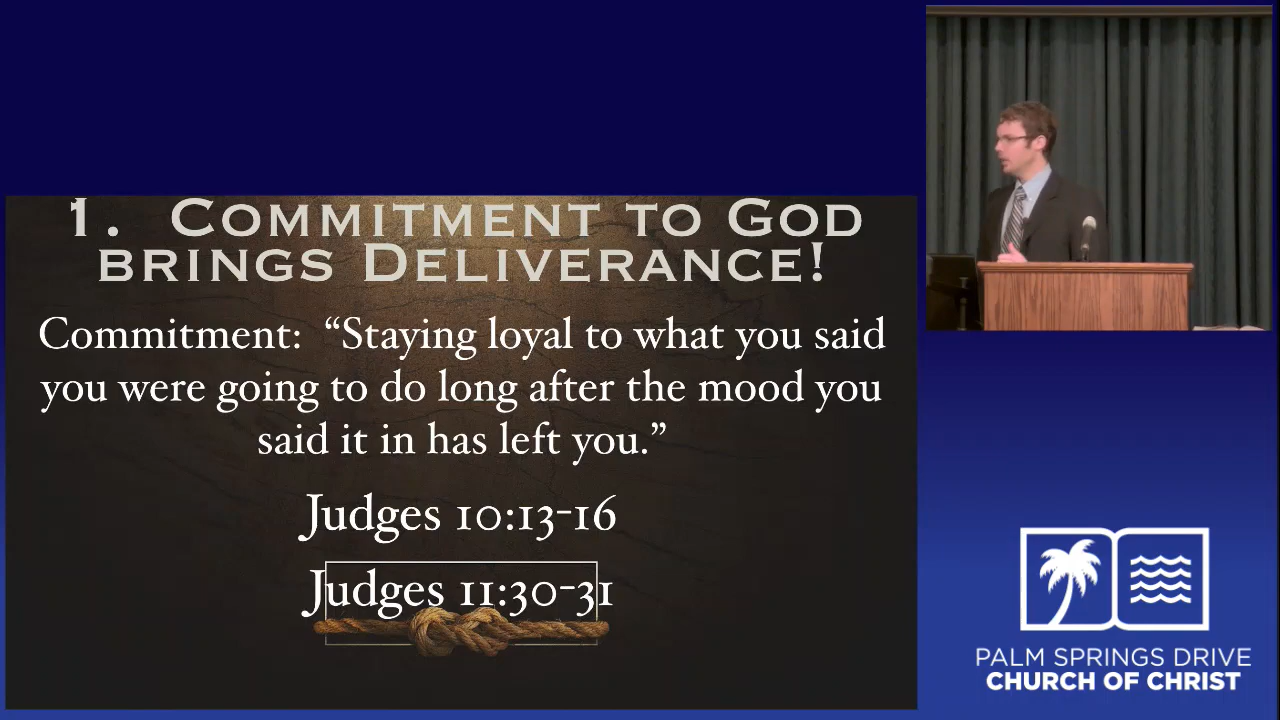 1. Commitment to God
brings Deliverance!
Commitment: “Staying loyal to what you said
you were going to do long after the mood you
said it in has left you.”
Judges 10:13-16
Judges 11:30-31
PALM SPRINGS DRIVE
CHURCH OF CHRIST